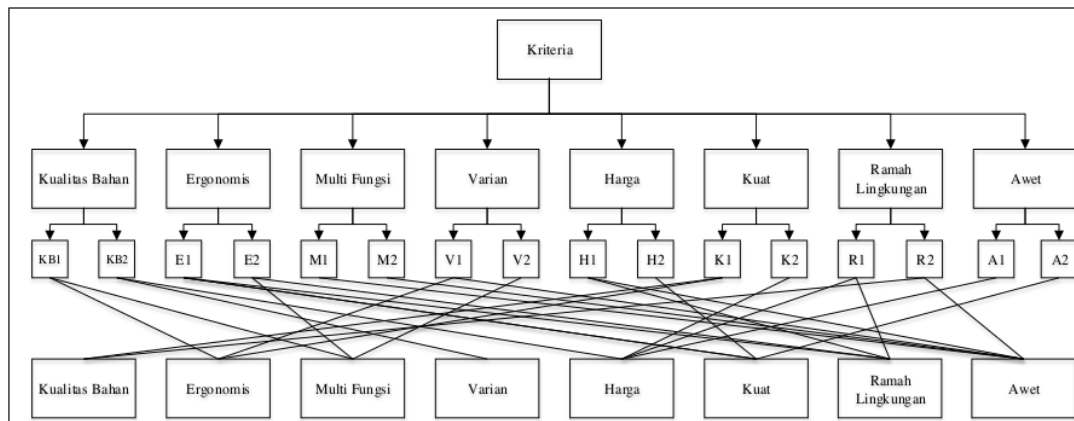 Kriteria
Kualitas Bahan
Ergonomis
Multi Fungsi
Varian
Harga
Kuat
Ramah
Lingkungan
Awet
KB1
KB2
E1
E2
M1
M2
V1
V2
H1
H2
K1
K2
R1
R2
A1
A2
Kualitas Bahan
Ergonomis
Multi Fungsi
Varian
Harga
Kuat
Ramah
Lingkungan
Awet